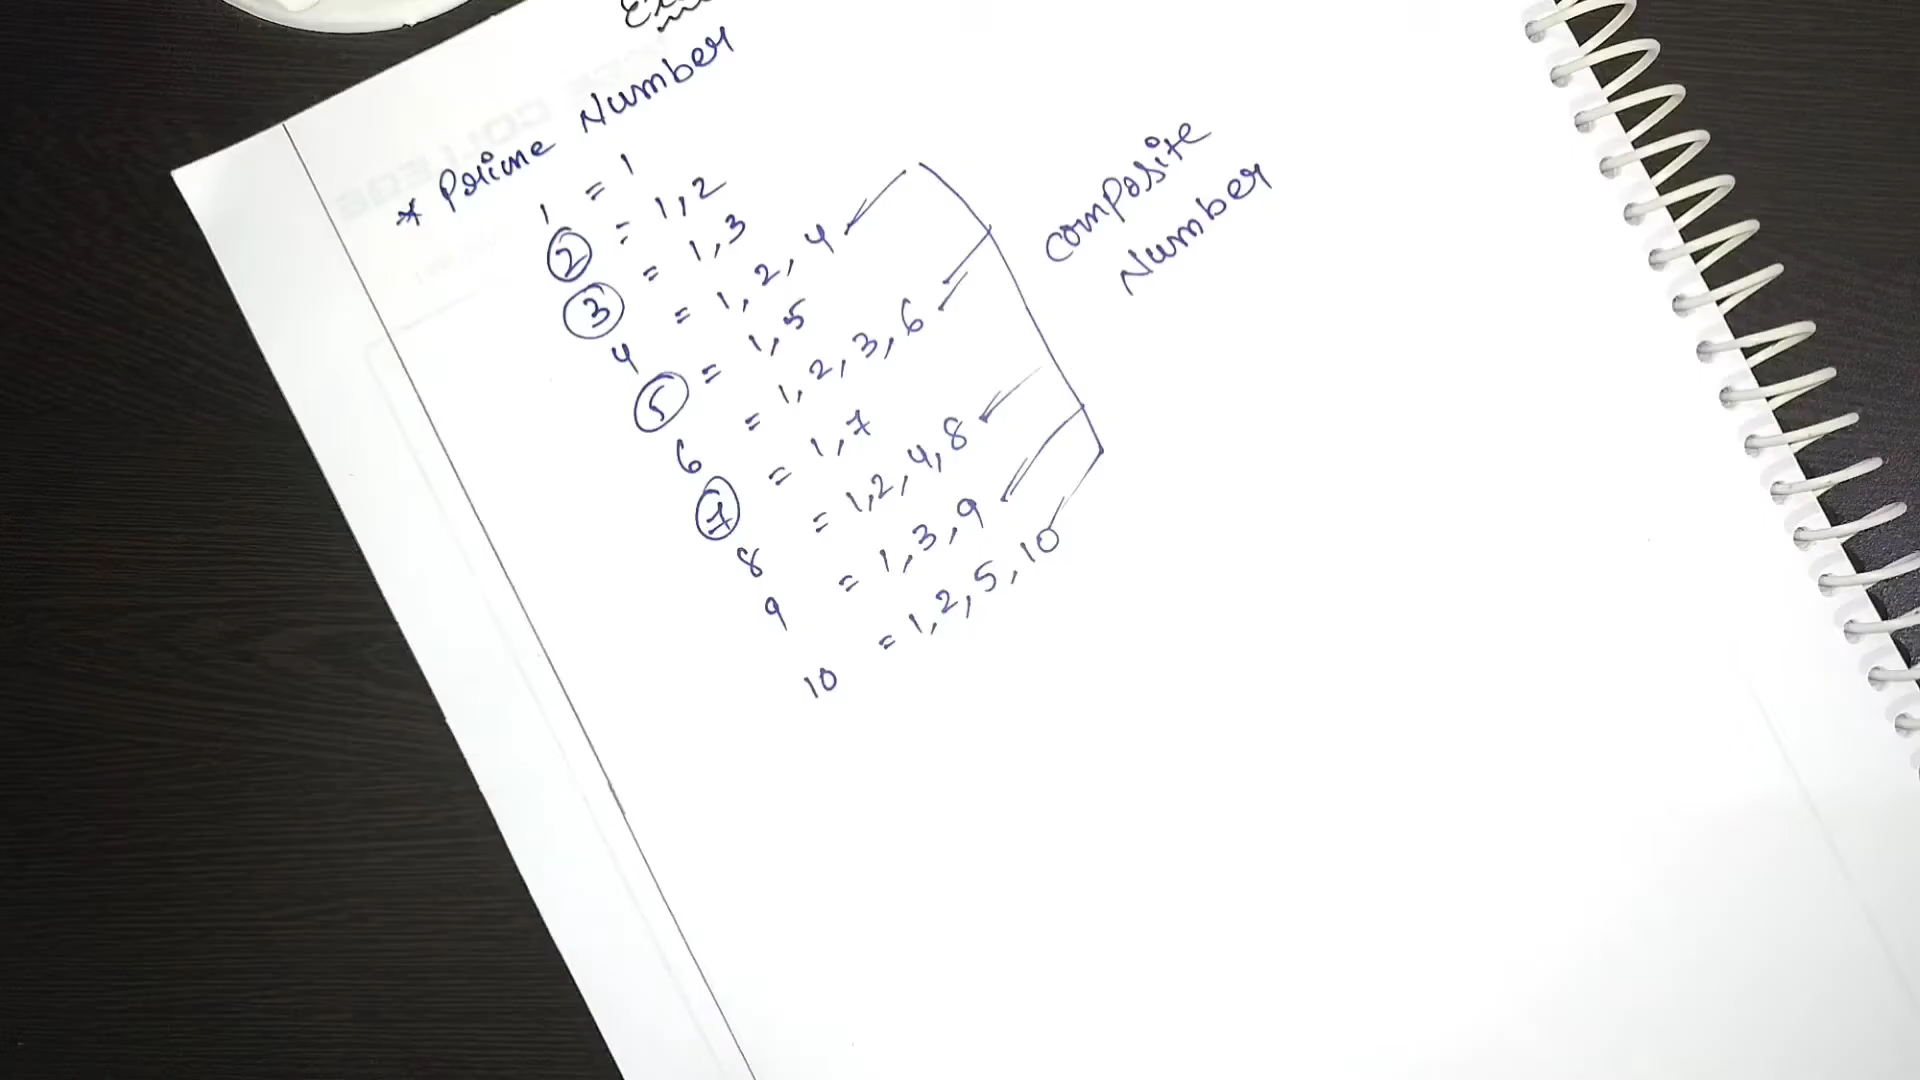 * Prime Number
1 = 1
2 = 1, 2
3 = 1, 3
4 = 1, 2, 4
5 = 1, 5
6 = 1, 2, 3, 6
7 = 1, 7
8 = 1, 2, 4, 8
9 = 1, 3, 9
10 = 1, 2, 5, 10
composite
Number